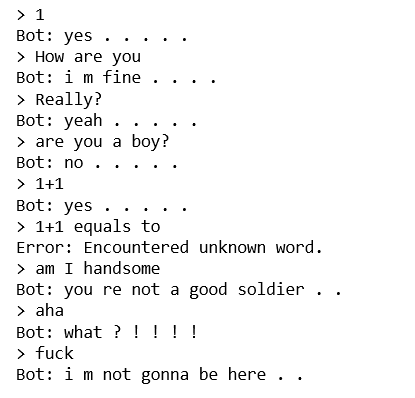 > 1
Bot: yes . . . . .
> How are you
Bot: i m fine . . . .
> Really?
Bot: yeah . . . . .
> are you a boy?
Bot: no . . . . .
> 1+1
Bot: yes . . . . .
> 1+1 equals to
Error: Encountered unknown word.
> am I handsome
Bot: you re not a good soldier . .
> aha
Bot: what ? ! ! ! !
> fuck
Bot: i m not gonna be here . .